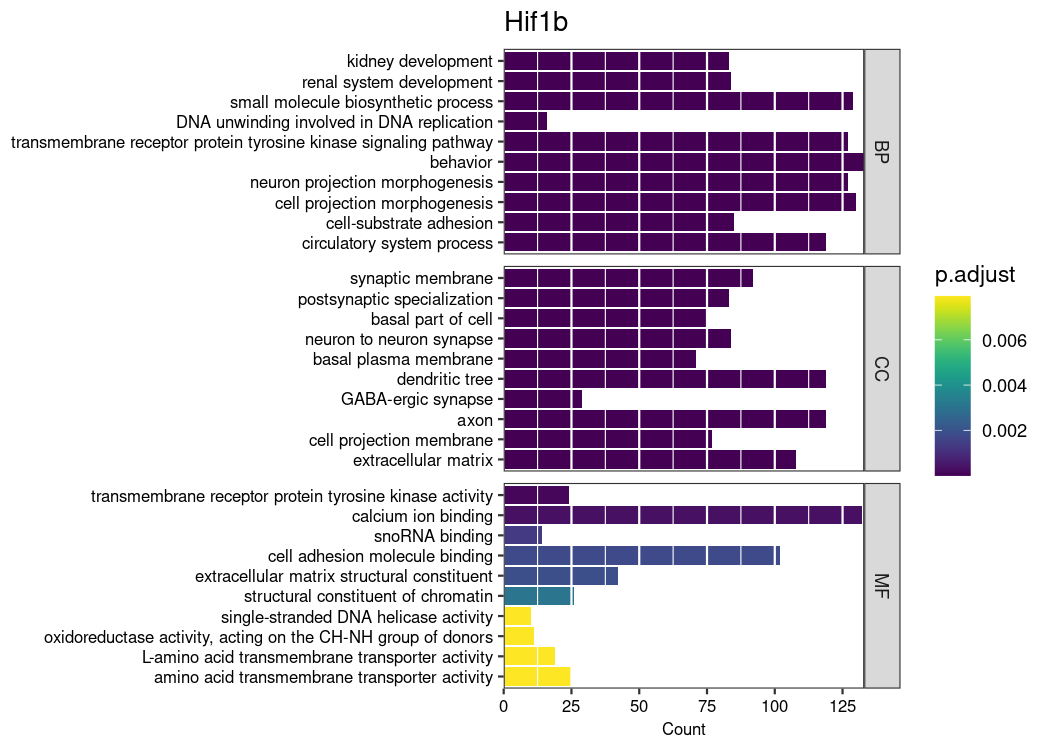 Hif1b
kidney development
renal system development
small molecule biosynthetic process
DNA unwinding involved in DNA replication
transmembrane receptor protein tyrosine kinase signaling pathway
behavior
neuron projection morphogenesis
cell projection morphogenesis
cell-substrate adhesion
circulatory system process
BP
synaptic membrane
postsynaptic specialization
basal part of cell
neuron to neuron synapse
basal plasma membrane
dendritic tree
GABA-ergic synapse
axon
cell projection membrane
extracellular matrix
CC
transmembrane receptor protein tyrosine kinase activity
calcium ion binding
snoRNA binding
cell adhesion molecule binding
extracellular matrix structural constituent
structural constituent of chromatin
single-stranded DNA helicase activity
oxidoreductase activity, acting on the CH-NH group of donors
L-amino acid transmembrane transporter activity
amino acid transmembrane transporter activity
MF
0 25 50 75 100 125
Count
p.adjust
0.006
0.004
0.002